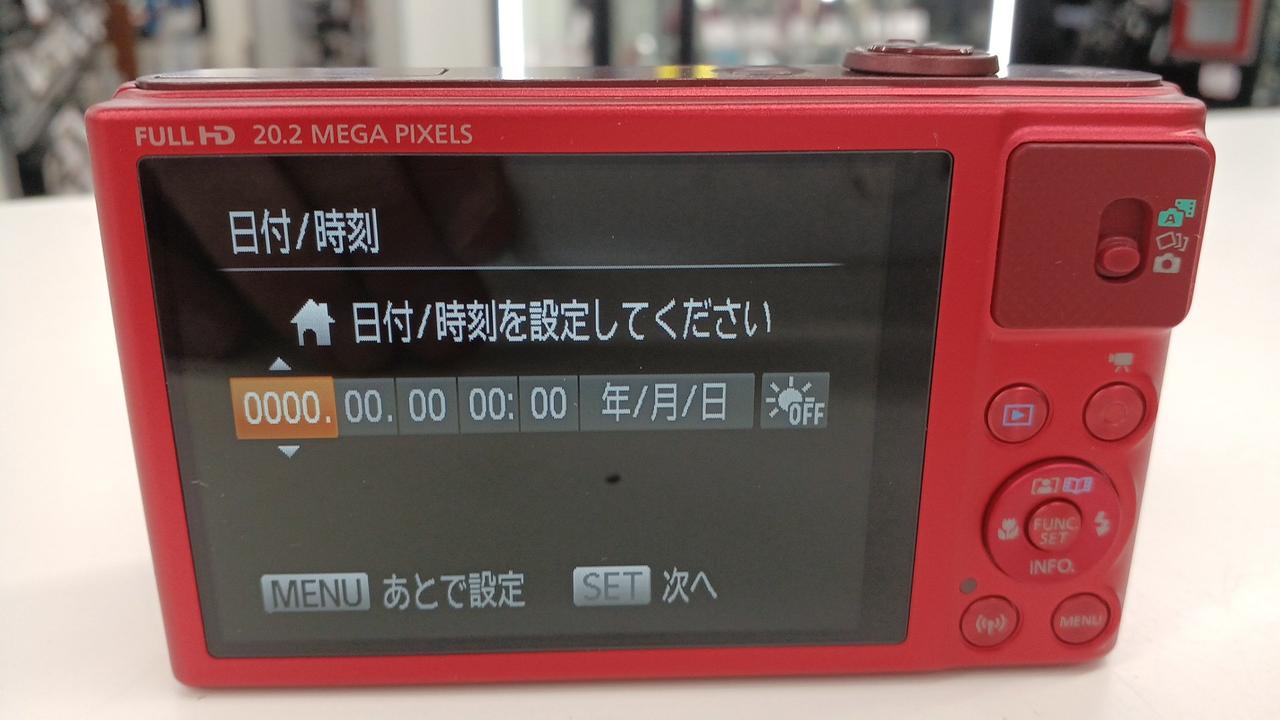 FULL HD 20.2 MEGA PIXELS
日付/時刻
日付/時刻を設定してください
0000. 00. 00 00: 00 年/月/日 OFF
MENU あとで設定 SET 次へ
A
FUNC.
SET
INFO.
MENU